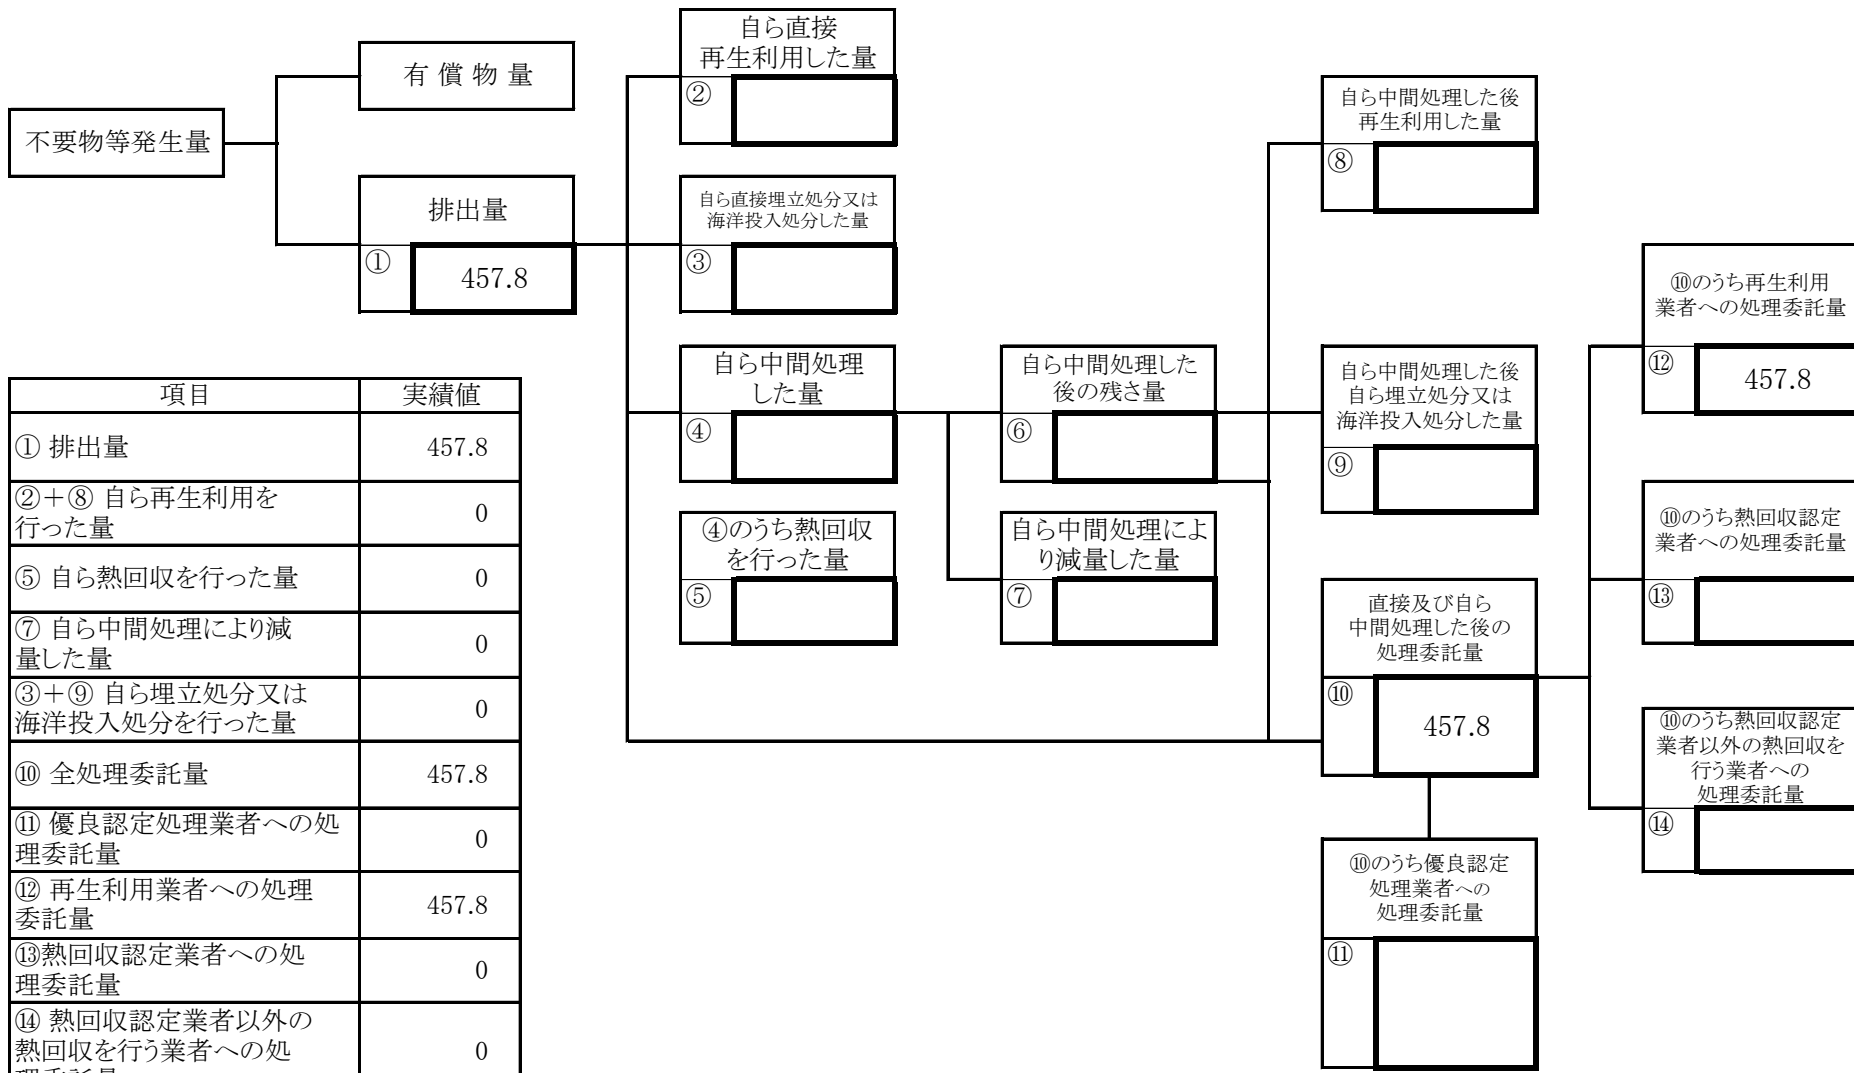 自ら直接
再生利用した量
②
有 償 物 量
不要物等発生量
排出量
①
457.8
自ら直接埋立処分又は
海洋投入処分した量
③
自ら中間処理した後
再生利用した量
⑧
自ら中間処理
した量
④
自ら中間処理した
後の残さ量
⑥
自ら中間処理した後
自ら埋立処分又は
海洋投入処分した量
⑨
⑩のうち再生利用
業者への処理委託量
⑫
457.8
④のうち熱回収
を行った量
⑤
自ら中間処理によ
り減量した量
⑦
⑩のうち熱回収認定
業者への処理委託量
⑬
直接及び自ら
中間処理した後の
処理委託量
⑩
457.8
⑩のうち熱回収認定
業者以外の熱回収を
行う業者への
処理委託量
⑭
⑩のうち優良認定
処理業者への
処理委託量
⑪
項目 実績値
① 排出量 457.8
②+⑧ 自ら再生利用を
行った量 0
⑤ 自ら熱回収を行った量 0
⑦ 自ら中間処理により減
量した量 0
③+⑨ 自ら埋立処分又は
海洋投入処分を行った量 0
⑩ 全処理委託量 457.8
⑪ 優良認定処理業者への処
理委託量 0
⑫ 再生利用業者への処理
委託量 457.8
⑬熱回収認定業者への処
理委託量 0
⑭ 熱回収認定業者以外の
熱回収を行う業者への処 0